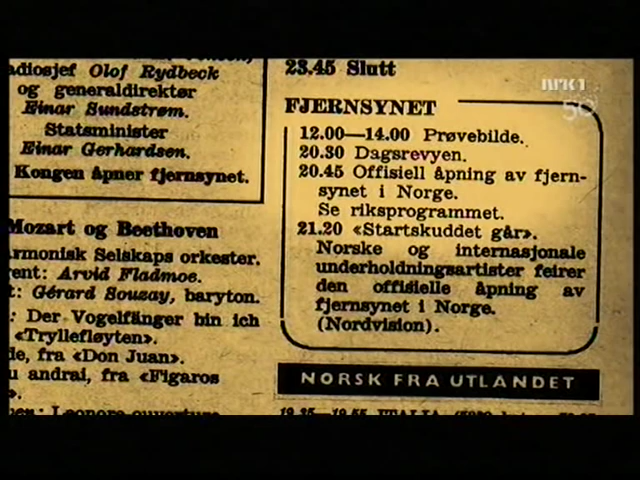 Olof Rydbeck
og generaldirektør
Einar Sundstrøm.
Statsminister
Einar Gerhardsen.
Kongen åpner fjernsynet.
Mozart og Beethoven
Selskaps orkester.
Arvid Fladmoe.
Gérard Souzay, baryton.
: Der Vogelfänger bin ich
«Tryllefløyten».
fra «Don Juan».
andrai, fra «Figaros
23.45 Slutt
NRK1
50
FJERNSYNET
12.00—14.00 Prøvebilde.
20.30 Dagsrevyen.
20.45 Offisiell åpning av fjern-
synet i Norge.
Se riksprogrammet.
21.20 «Startskuddet går».
Norske og internasjonale
underholdningsartister feirer
den offisielle åpning av
fjernsynet i Norge.
(Nordvision).
NORSK FRA UTLANDET